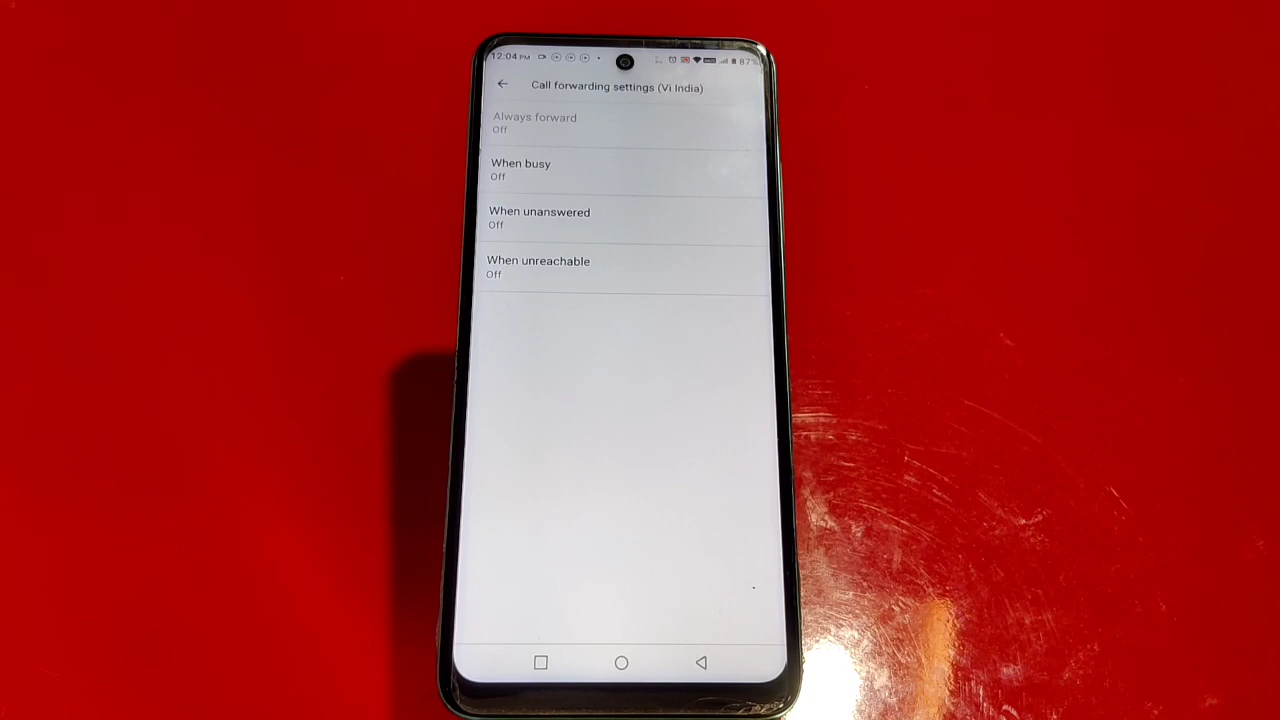 12:04 PM 87%
Call forwarding settings (Vi India)
Always forward
Off
When busy
Off
When unanswered
Off
When unreachable
Off